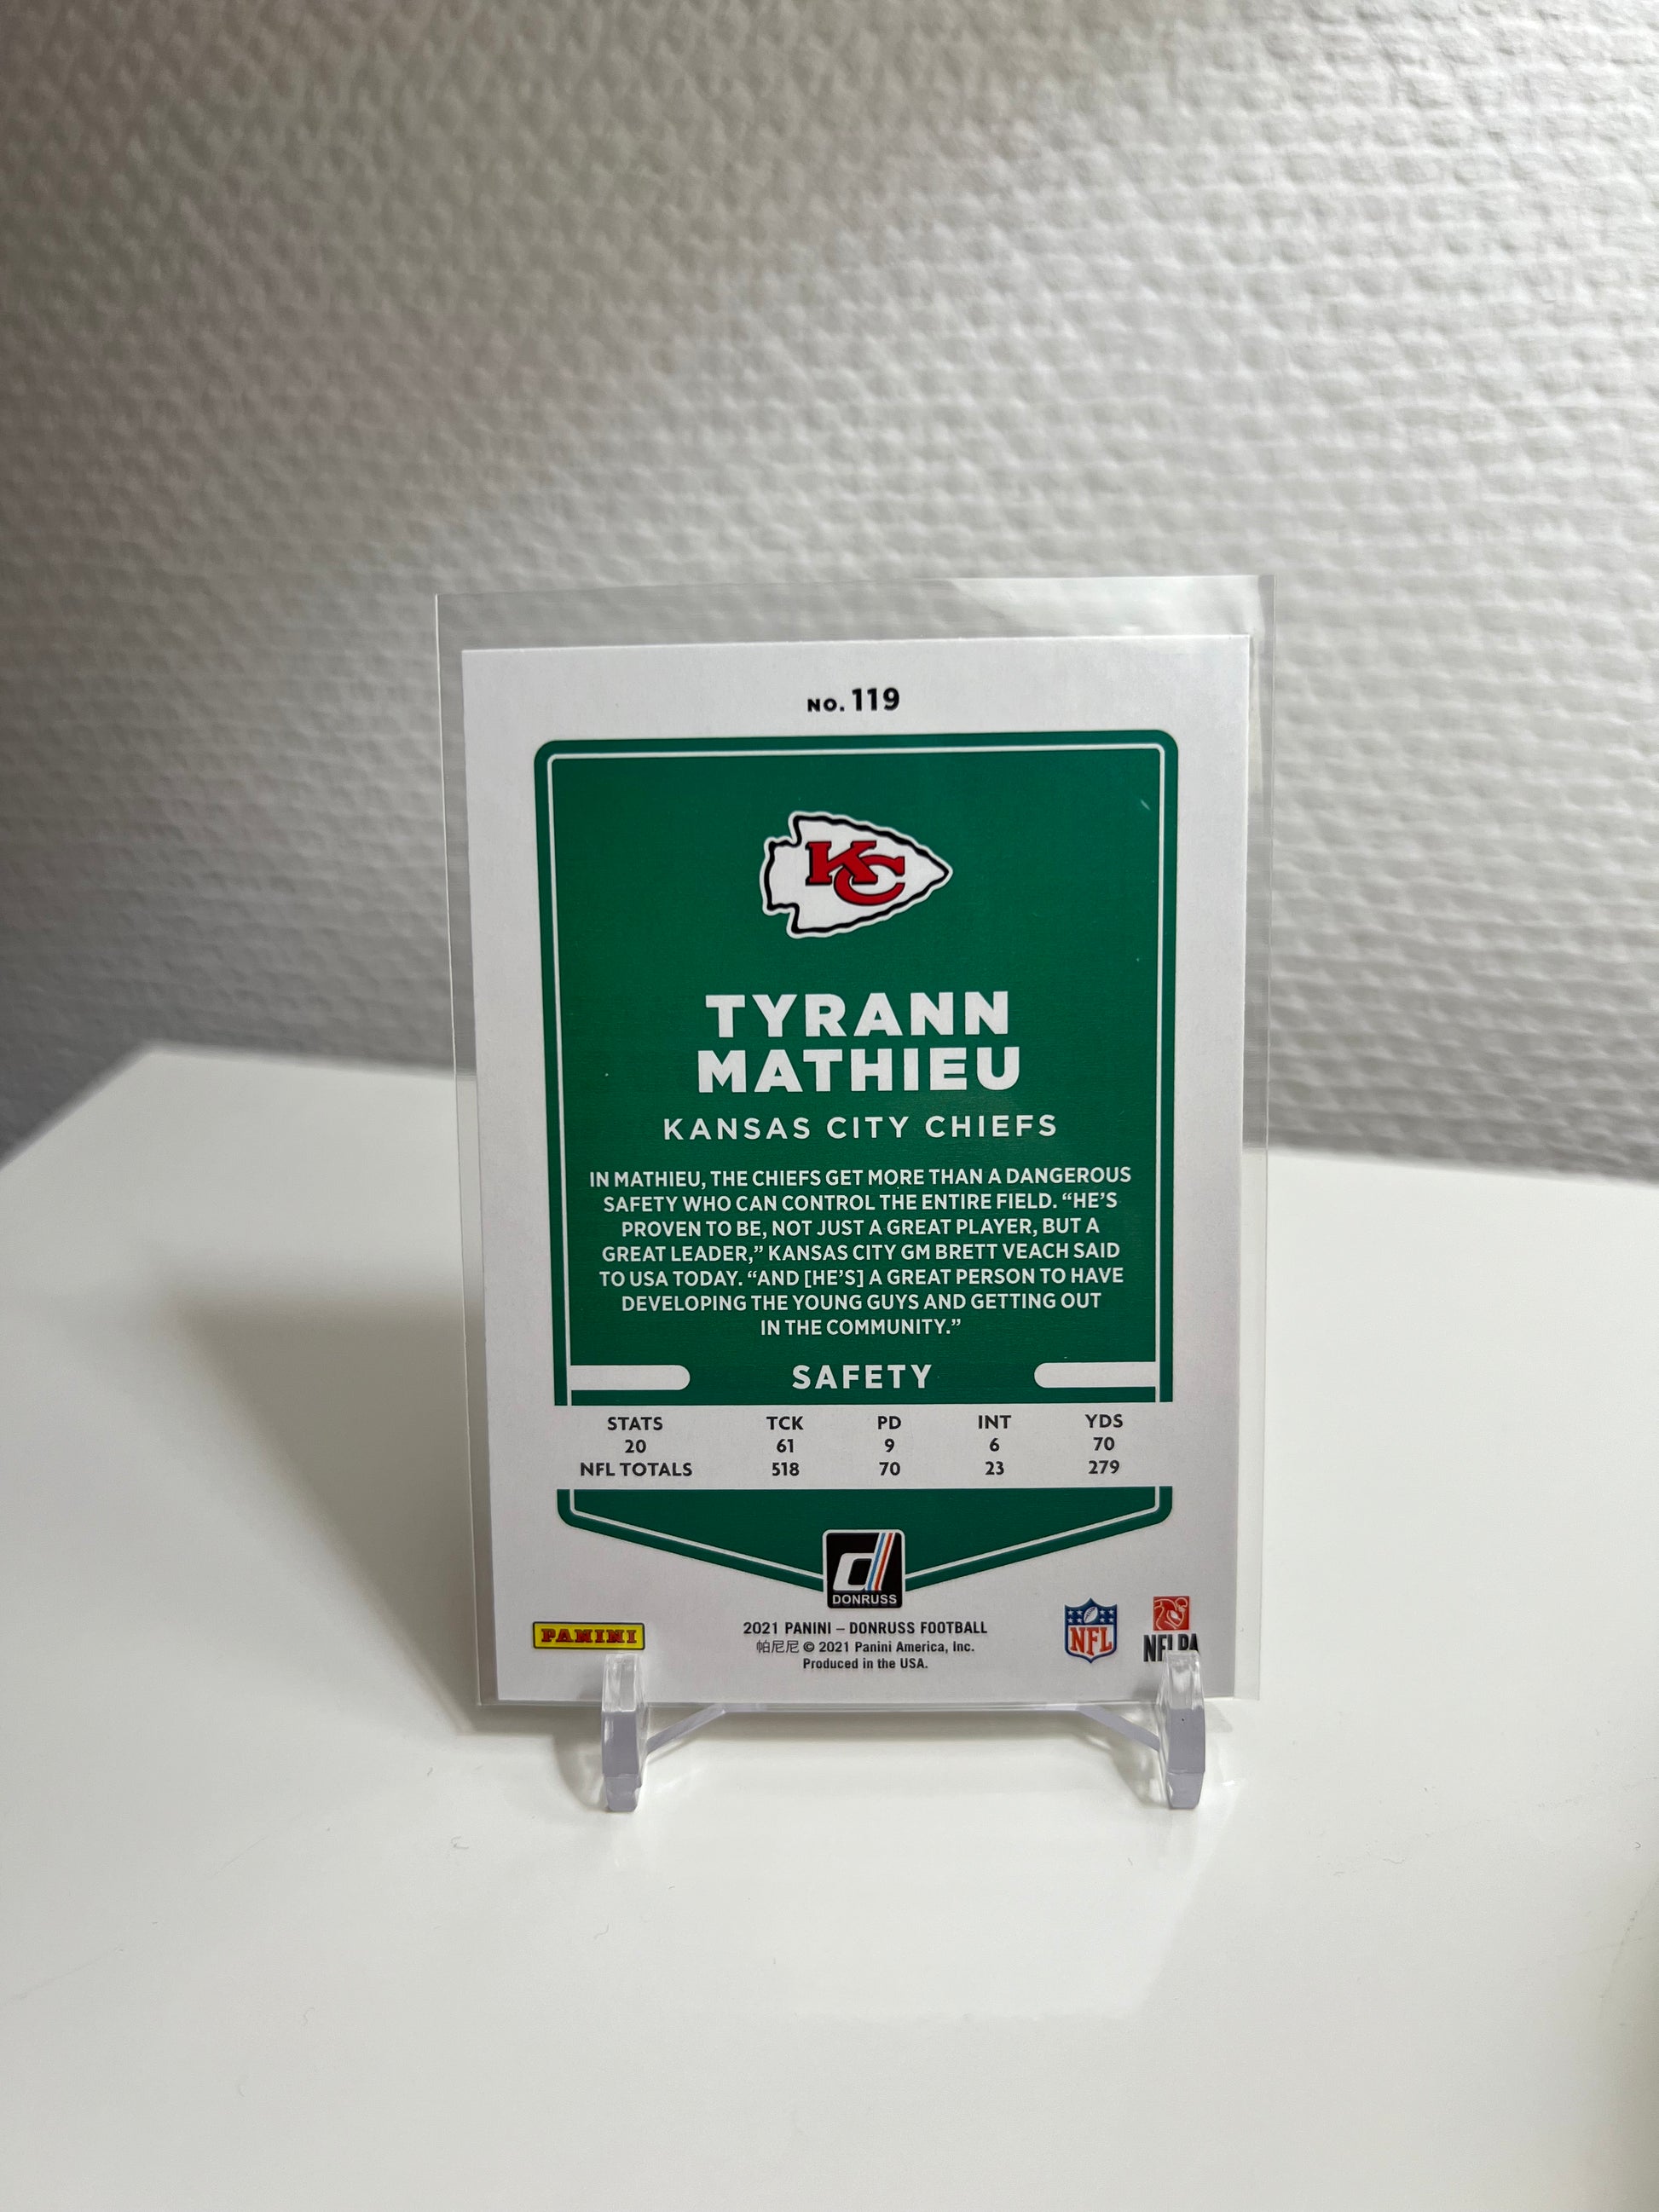 NO. 119
KC
TYRANN
MATHIEU
KANSAS CITY CHIEFS
IN MATHIEU, THE CHIEFS GET MORE THAN A DANGEROUS
SAFETY WHO CAN CONTROL THE ENTIRE FIELD. “HE’S
PROVEN TO BE, NOT JUST A GREAT PLAYER, BUT A
GREAT LEADER,” KANSAS CITY GM BRETT VEACH SAID
TO USA TODAY. “AND [HE’S] A GREAT PERSON TO HAVE
DEVELOPING THE YOUNG GUYS AND GETTING OUT
IN THE COMMUNITY.”
SAFETY
STATS TCK PD INT YDS
20 61 9 6 70
NFL TOTALS 518 70 23 279
d
DONRUSS
PANINI
2021 PANINI – DONRUSS FOOTBALL
帕尼尼 © 2021 Panini America, Inc.
Produced in the USA.
NFL
NFLPA